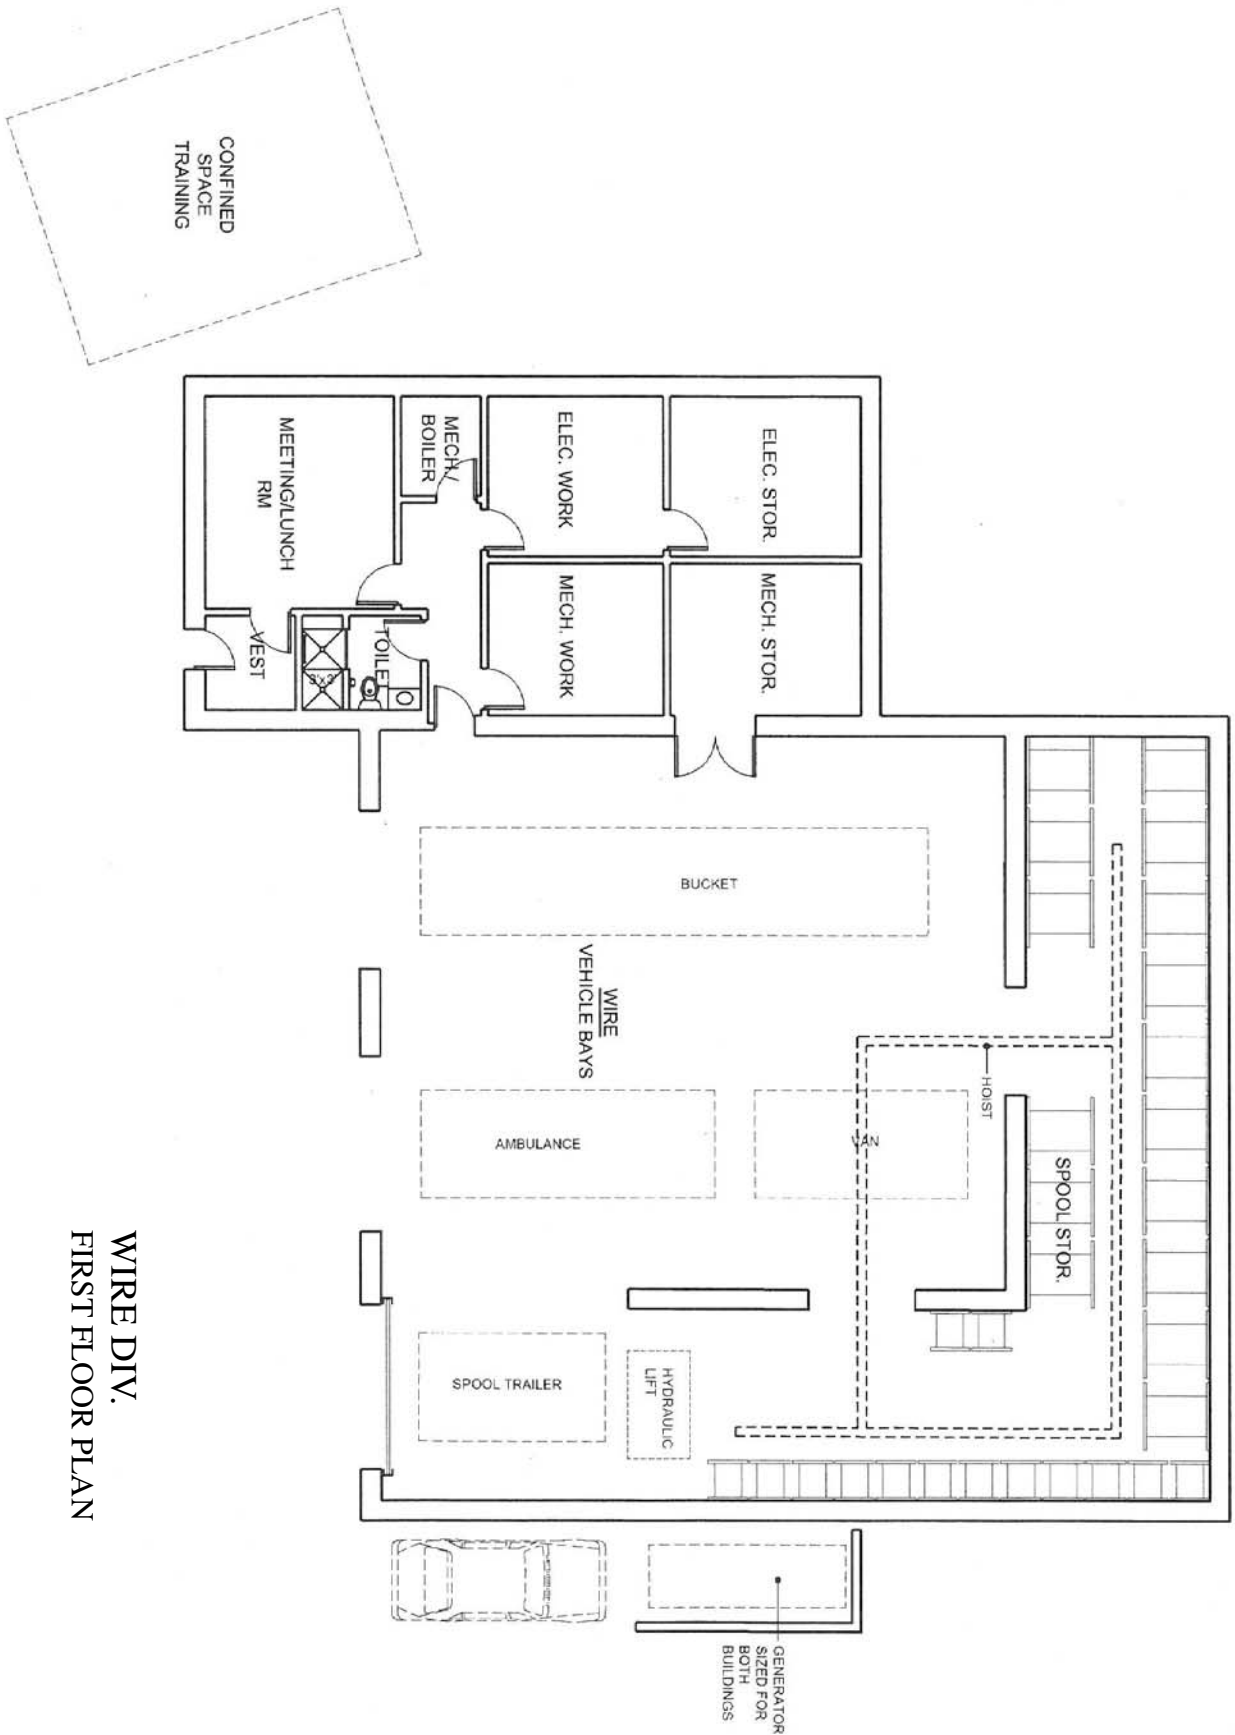 CONFINED
SPACE
TRAINING
MEETING/LUNCH
RM
MECH./
BOILER
ELEC. WORK
ELEC. STOR.
MECH. WORK
MECH. STOR.
TOILET
3'x3'
VEST
BUCKET
WIRE
VEHICLE BAYS
HOIST
AMBULANCE
VAN
SPOOL STOR.
SPOOL TRAILER
HYDRAULIC
LIFT
GENERATOR
SIZED FOR
BOTH
BUILDINGS
WIRE DIV.
FIRST FLOOR PLAN